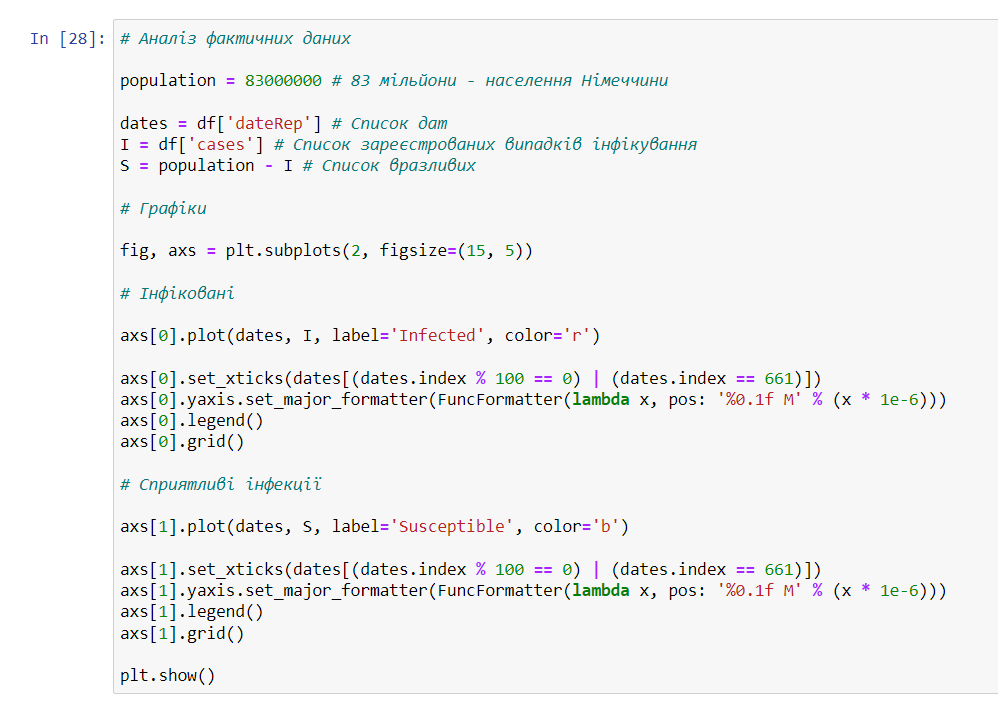 In [28]: # Аналіз фактичних даних
population = 83000000 # 83 мільйони - населення Німеччини
dates = df['dateRep'] # Список дат
I = df['cases'] # Список зареєстрованих випадків інфікування
S = population - I # Список вразливих
# Графіки
fig, axs = plt.subplots(2, figsize=(15, 5))
# Інфіковані
axs[0].plot(dates, I, label='Infected', color='r')
axs[0].set_xticks(dates[(dates.index % 100 == 0) | (dates.index == 661)])
axs[0].yaxis.set_major_formatter(FuncFormatter(lambda x, pos: '%0.1f M' % (x * 1e-6)))
axs[0].legend()
axs[0].grid()
# Сприятливі інфекції
axs[1].plot(dates, S, label='Susceptible', color='b')
axs[1].set_xticks(dates[(dates.index % 100 == 0) | (dates.index == 661)])
axs[1].yaxis.set_major_formatter(FuncFormatter(lambda x, pos: '%0.1f M' % (x * 1e-6)))
axs[1].legend()
axs[1].grid()
plt.show()